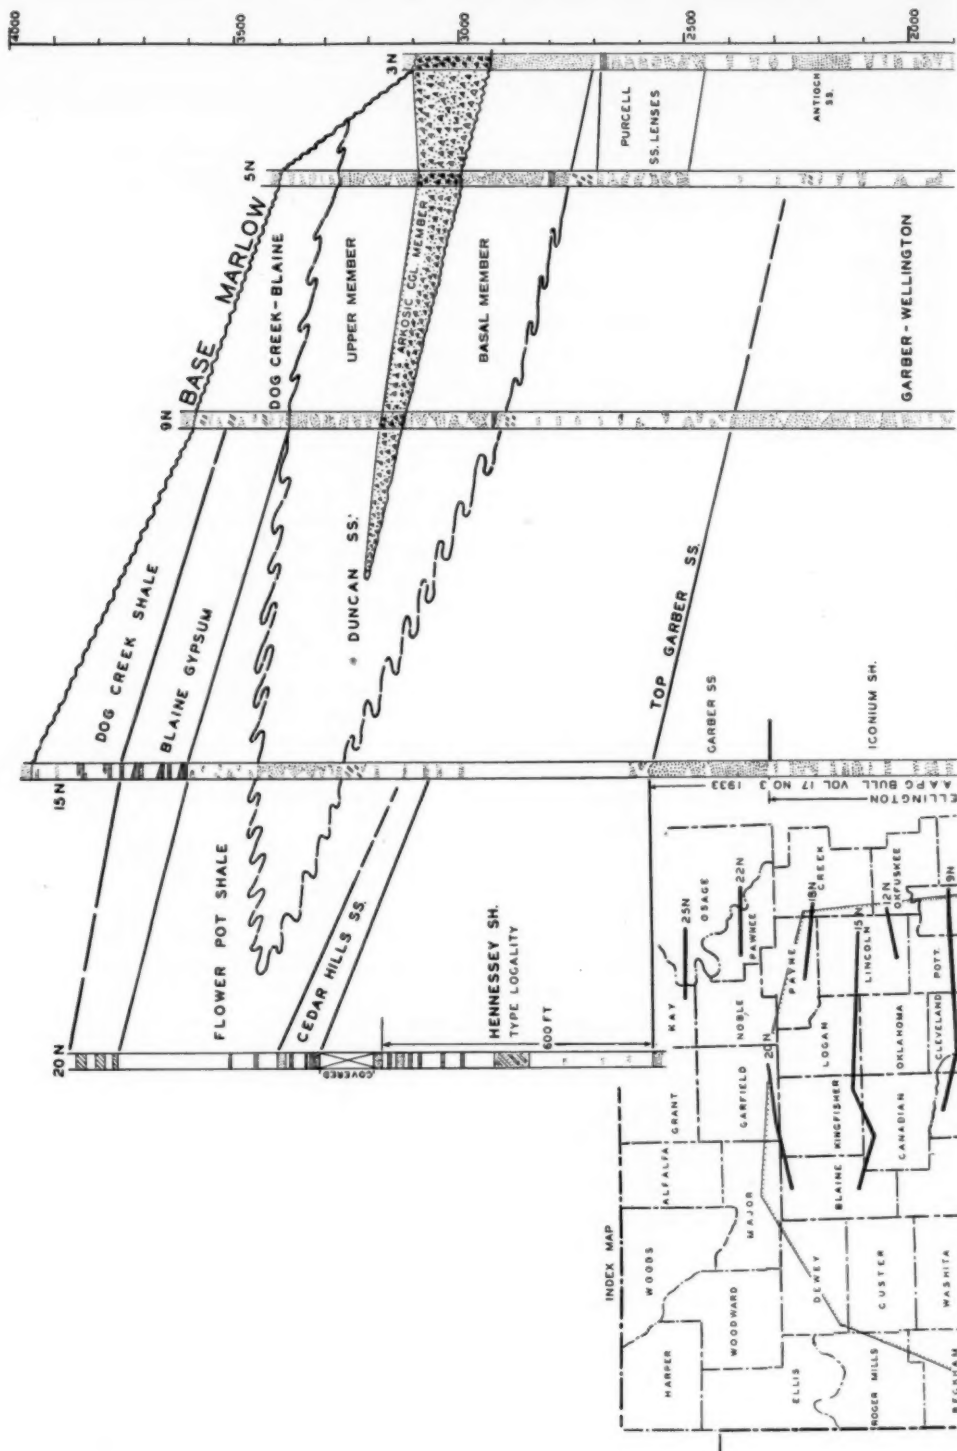 4000
3500
3000
2500
2000
20 N
15 N
9N
5N
3N
BASE MARLOW
DOG CREEK SHALE
BLAINE GYPSUM
DOG CREEK-BLAINE
FLOWER POT SHALE
UPPER MEMBER
" DUNCAN SS."
ARKOSIC CGL. MEMBER
BASAL MEMBER
CEDAR HILLS SS.
COVERED
HENNESSEY SH.
TYPE LOCALITY
600 FT
PURCELL
SS. LENSES
ANTIOCH
SS.
TOP GARBER SS.
GARBER SS
GARBER - WELLINGTON
ICONIUM SH.
A A P G BULL. VOL 17 NO. 3 1933
ELLINGTON
INDEX MAP
HARPER
WOODS
ALFALFA
GRANT
KAY
25N
OSAGE
WOODWARD
MAJOR
GARFIELD
NOBLE
PAWNEE
22N
20N
ELLIS
DEWEY
BLAINE
KINGFISHER
LOGAN
PAYNE
18N
CREEK
ROGER MILLS
CUSTER
CANADIAN
OKLAHOMA
LINCOLN
15N
12N
OKFUSKEE
BECKHAM
WASHITA
CLEVELAND
POTT
9N